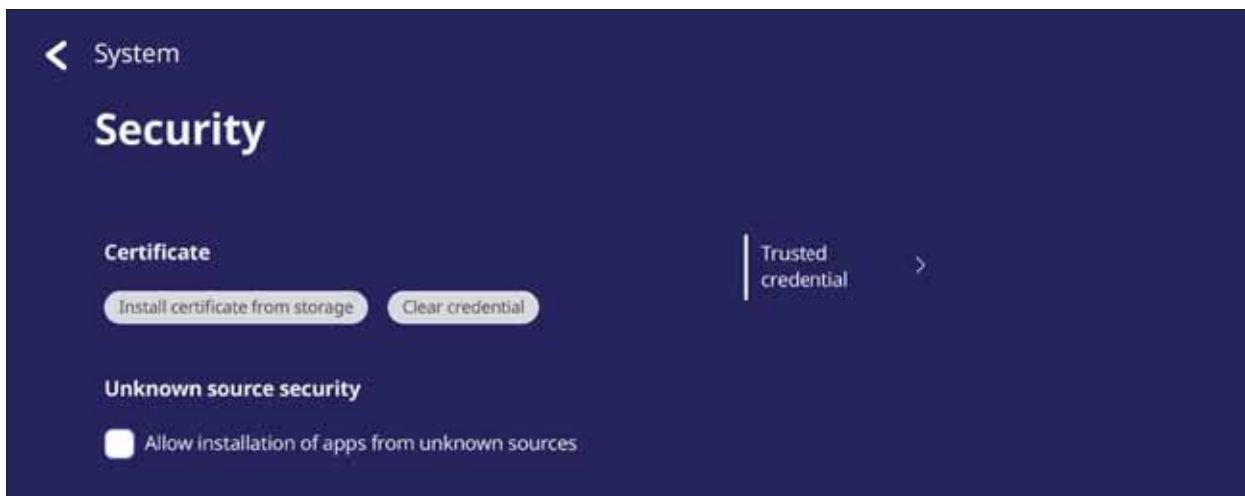 System
Security
Certificate
Trusted
credential
Install certificate from storage
Clear credential
Unknown source security
Allow installation of apps from unknown sources